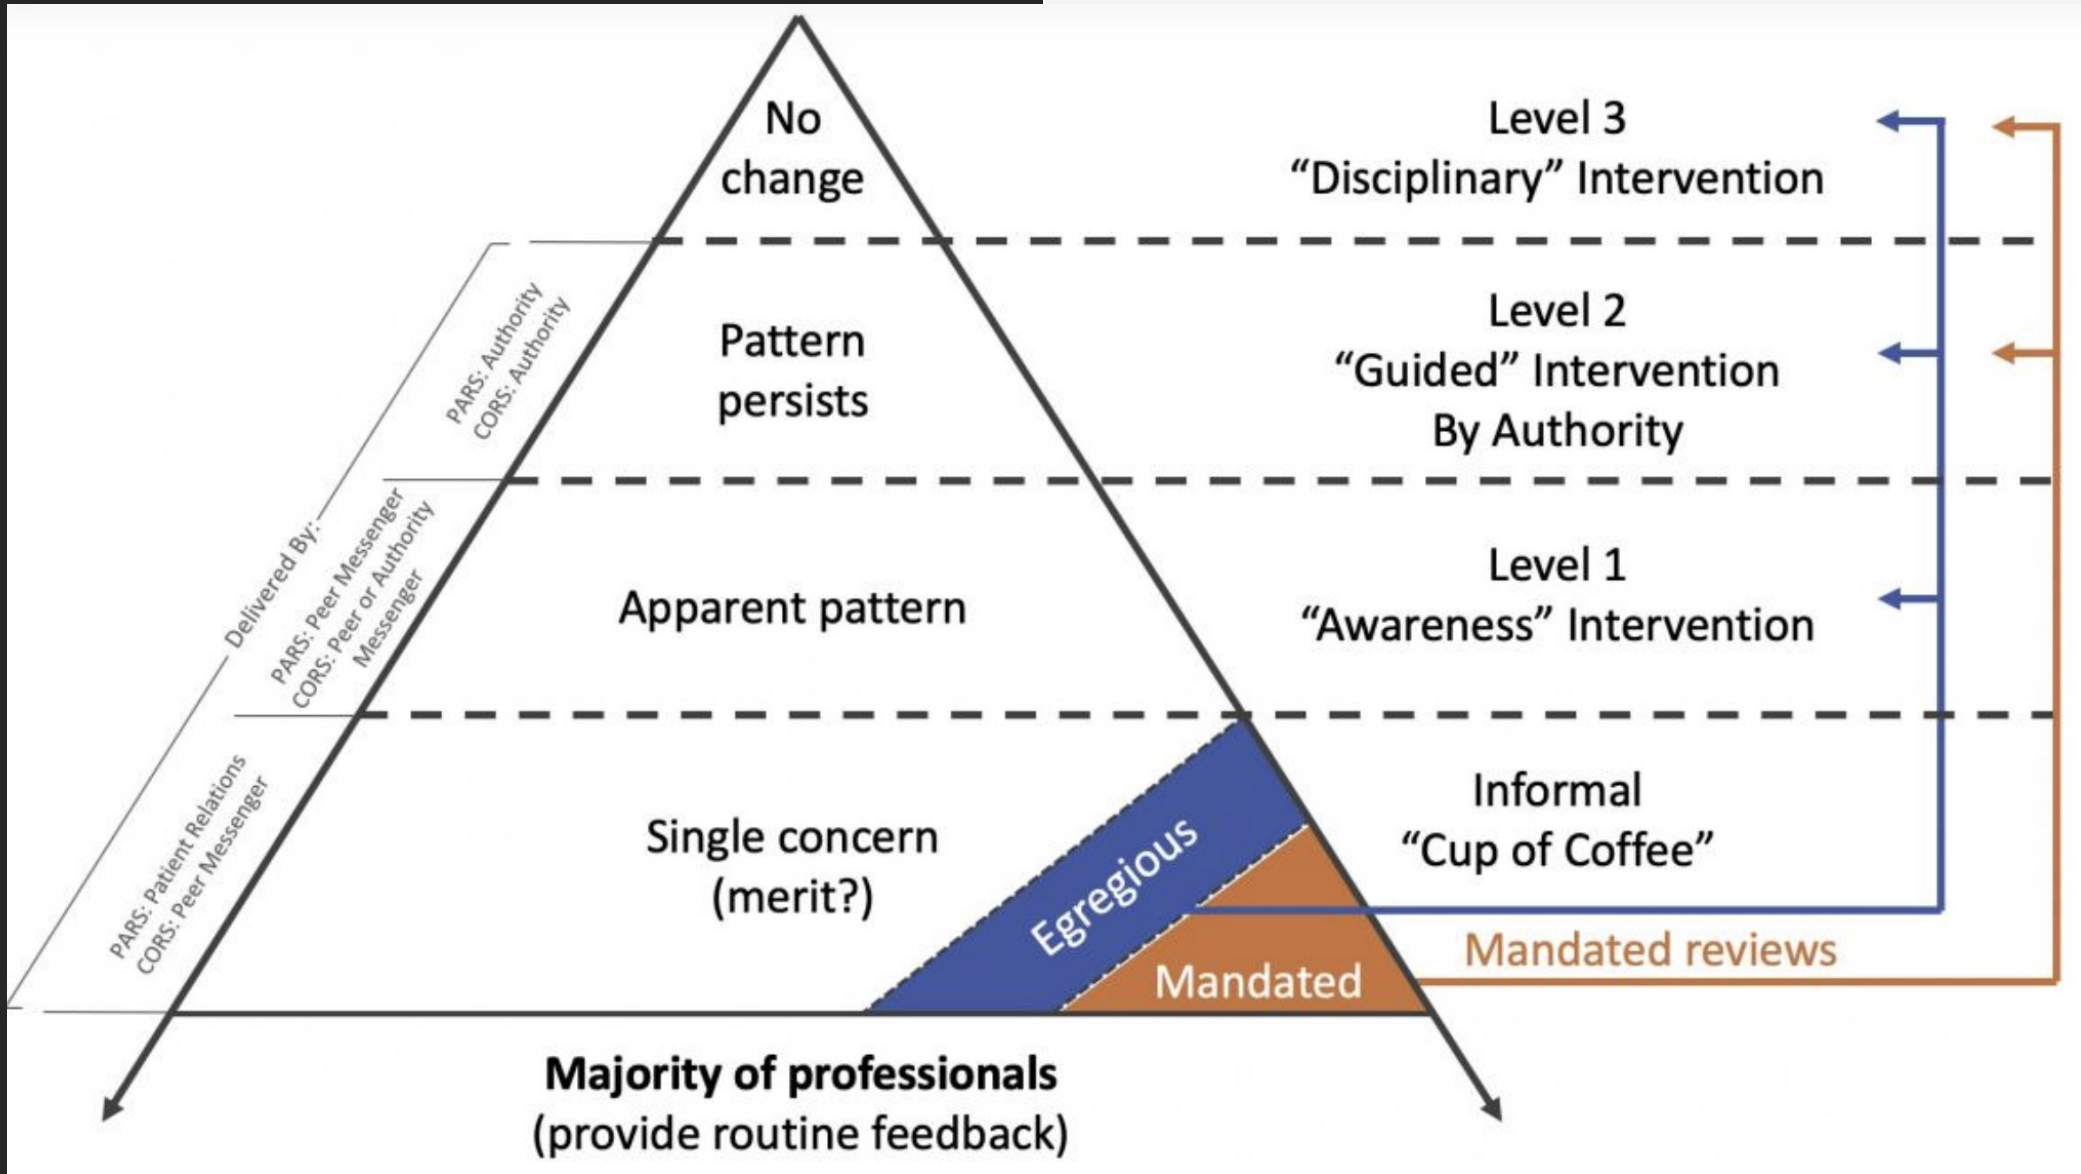 No
change
Level 3
“Disciplinary” Intervention
PARS: Authority
CORS: Authority
Pattern
persists
Level 2
“Guided” Intervention
By Authority
Delivered By:
PARS: Peer Messenger
CORS: Peer or Authority
Messenger
Apparent pattern
Level 1
“Awareness” Intervention
PARS: Patient Relations
CORS: Peer Messenger
Single concern
(merit?)
Egregious
Mandated
Informal
“Cup of Coffee”
Mandated reviews
Majority of professionals
(provide routine feedback)